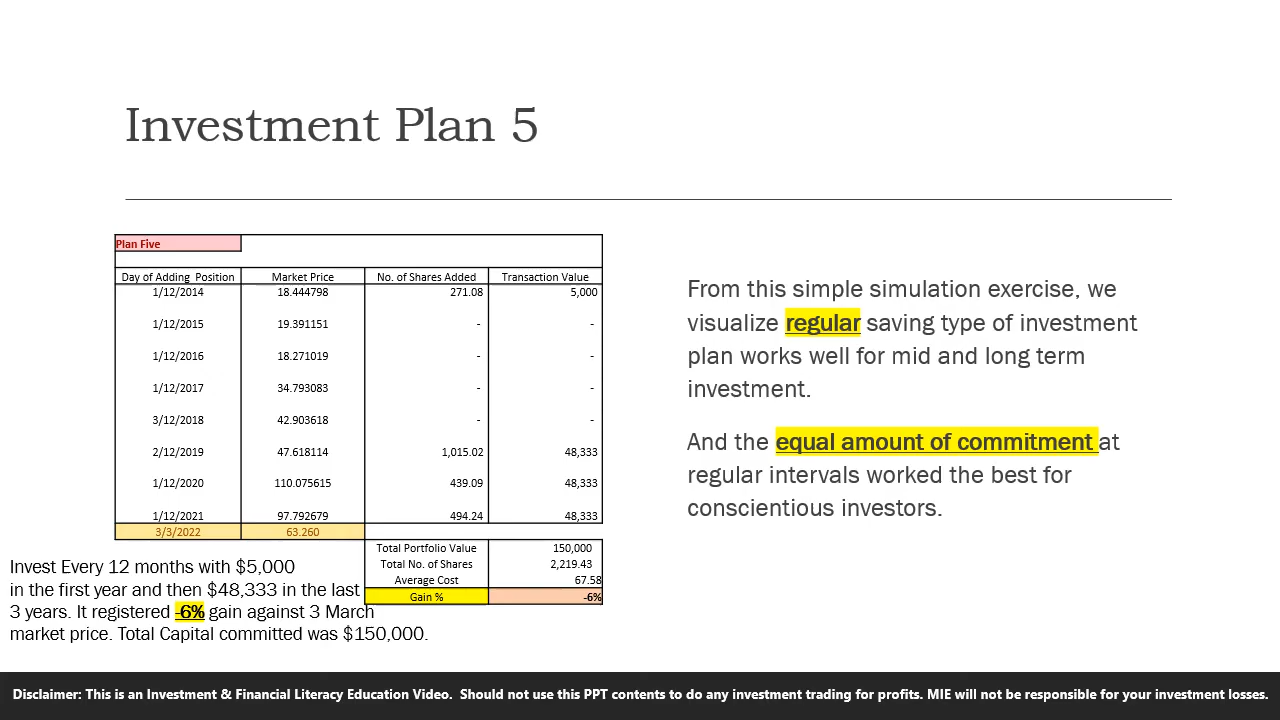 Investment Plan 5
Plan Five
Day of Adding Position Market Price No. of Shares Added Transaction Value
1/12/2014 18.444798 271.08 5,000
1/12/2015 19.391151 - -
1/12/2016 18.271019 - -
1/12/2017 34.793083 - -
3/12/2018 42.903618 - -
2/12/2019 47.618114 1,015.02 48,333
1/12/2020 110.075615 439.09 48,333
1/12/2021 97.792679 494.24 48,333
3/3/2022 63.260
Total Portfolio Value 150,000
Total No. of Shares 2,219.43
Average Cost 67.58
Gain % -6%
Invest Every 12 months with $5,000
in the first year and then $48,333 in the last
3 years. It registered -6% gain against 3 March
market price. Total Capital committed was $150,000.
From this simple simulation exercise, we
visualize regular saving type of investment
plan works well for mid and long term
investment.
And the equal amount of commitment at
regular intervals worked the best for
conscientious investors.
Disclaimer: This is an Investment & Financial Literacy Education Video. Should not use this PPT contents to do any investment trading for profits. MIE will not be responsible for your investment losses.